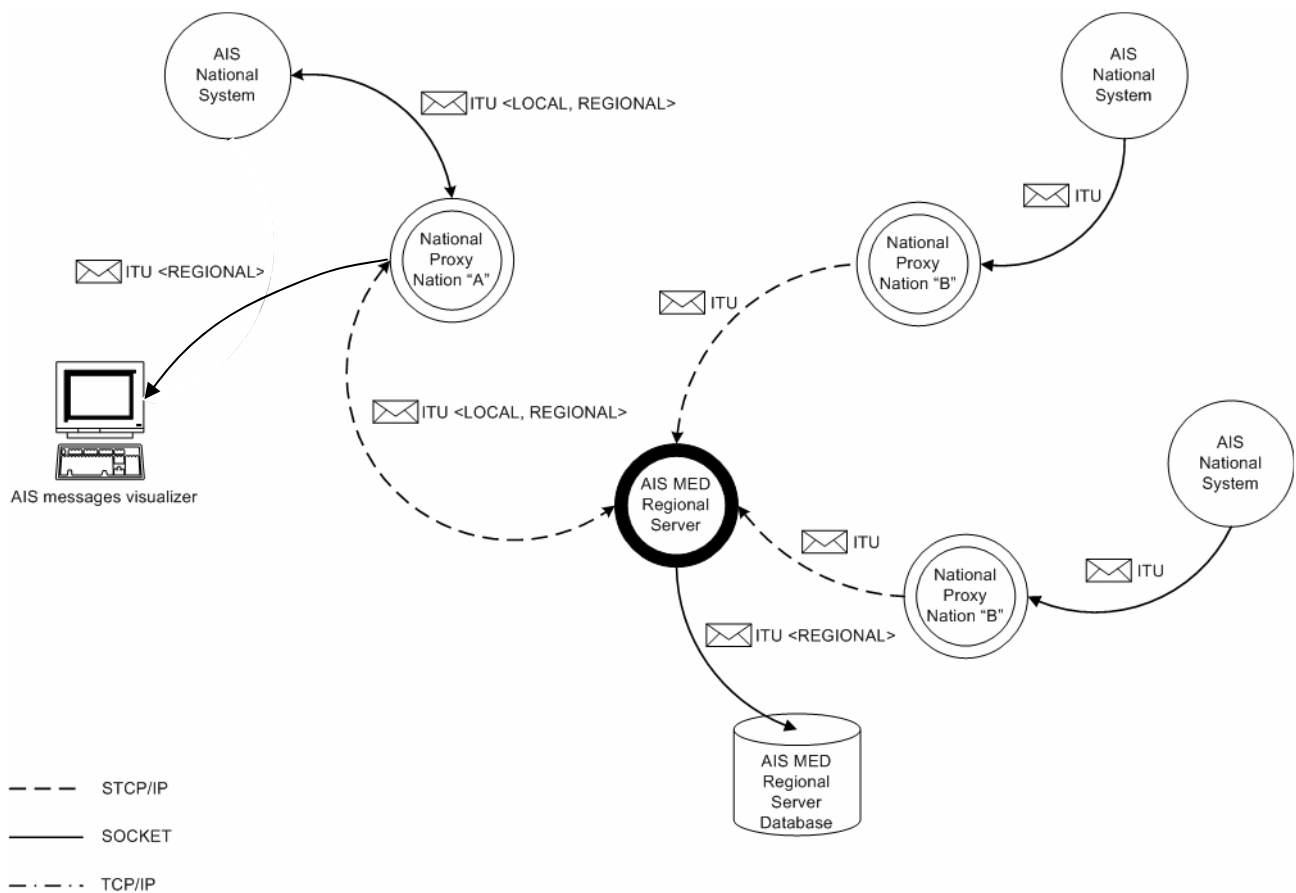 AIS
National
System
ITU <LOCAL, REGIONAL>
National
Proxy
Nation “A”
ITU <REGIONAL>
AIS messages visualizer
ITU <LOCAL, REGIONAL>
AIS
National
System
ITU
National
Proxy
Nation “B”
ITU
AIS MED
Regional
Server
AIS
National
System
ITU
National
Proxy
Nation “B”
ITU
ITU <REGIONAL>
AIS MED
Regional
Server
Database
STCP/IP
SOCKET
TCP/IP